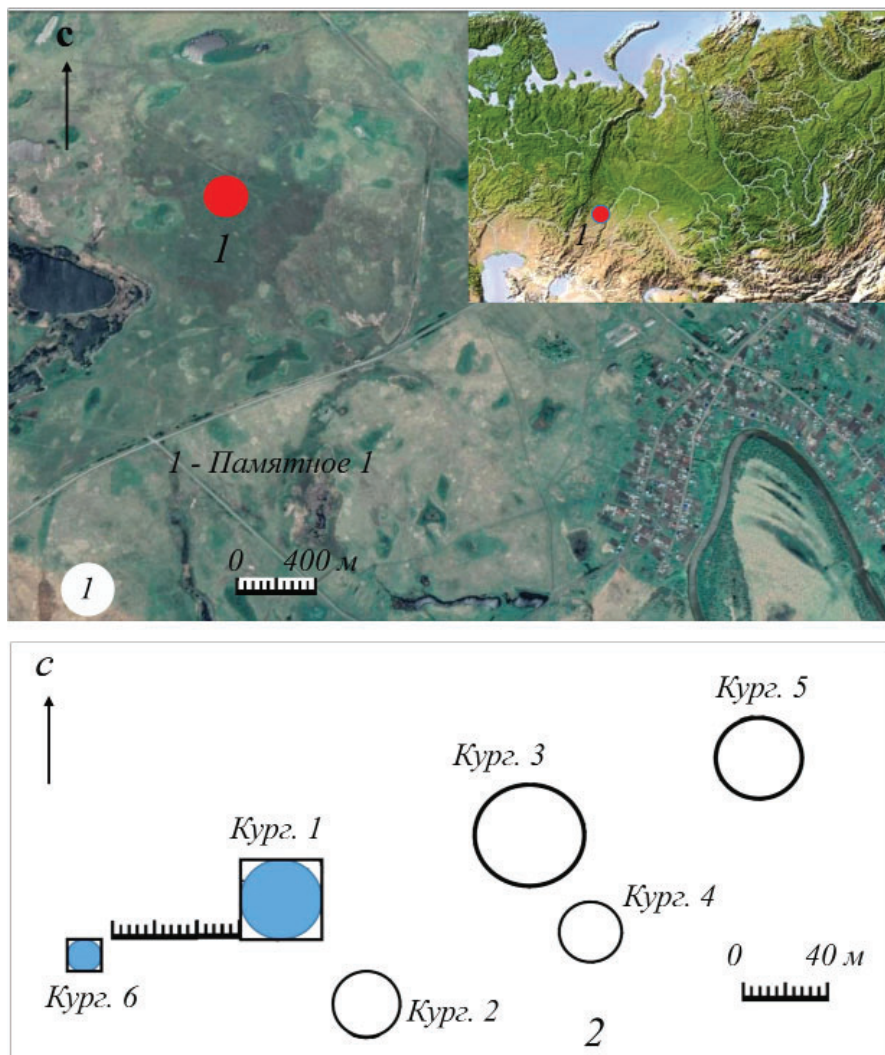 с
1
1
1 - Памятное 1
0 400 м
1
с
Кург. 5
Кург. 3
Кург. 1
Кург. 4
0 40 м
Кург. 6
Кург. 2
2